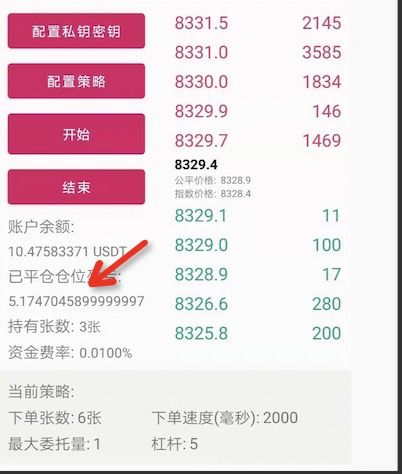 配置私钥密钥
配置策略
开始
结束
账户余额:
10.47583371 USDT
已平仓仓位
5.1747045899999997
持有张数: 3张
资金费率: 0.0100%
8331.5 2145
8331.0 3585
8330.0 1834
8329.9 146
8329.7 1469
8329.4
公平价格: 8328.9
指数价格: 8328.4
8329.1 11
8329.0 100
8328.9 17
8326.6 280
8325.8 200
当前策略:
下单张数: 6张 下单速度(毫秒): 2000
最大委托量: 1 杠杆: 5